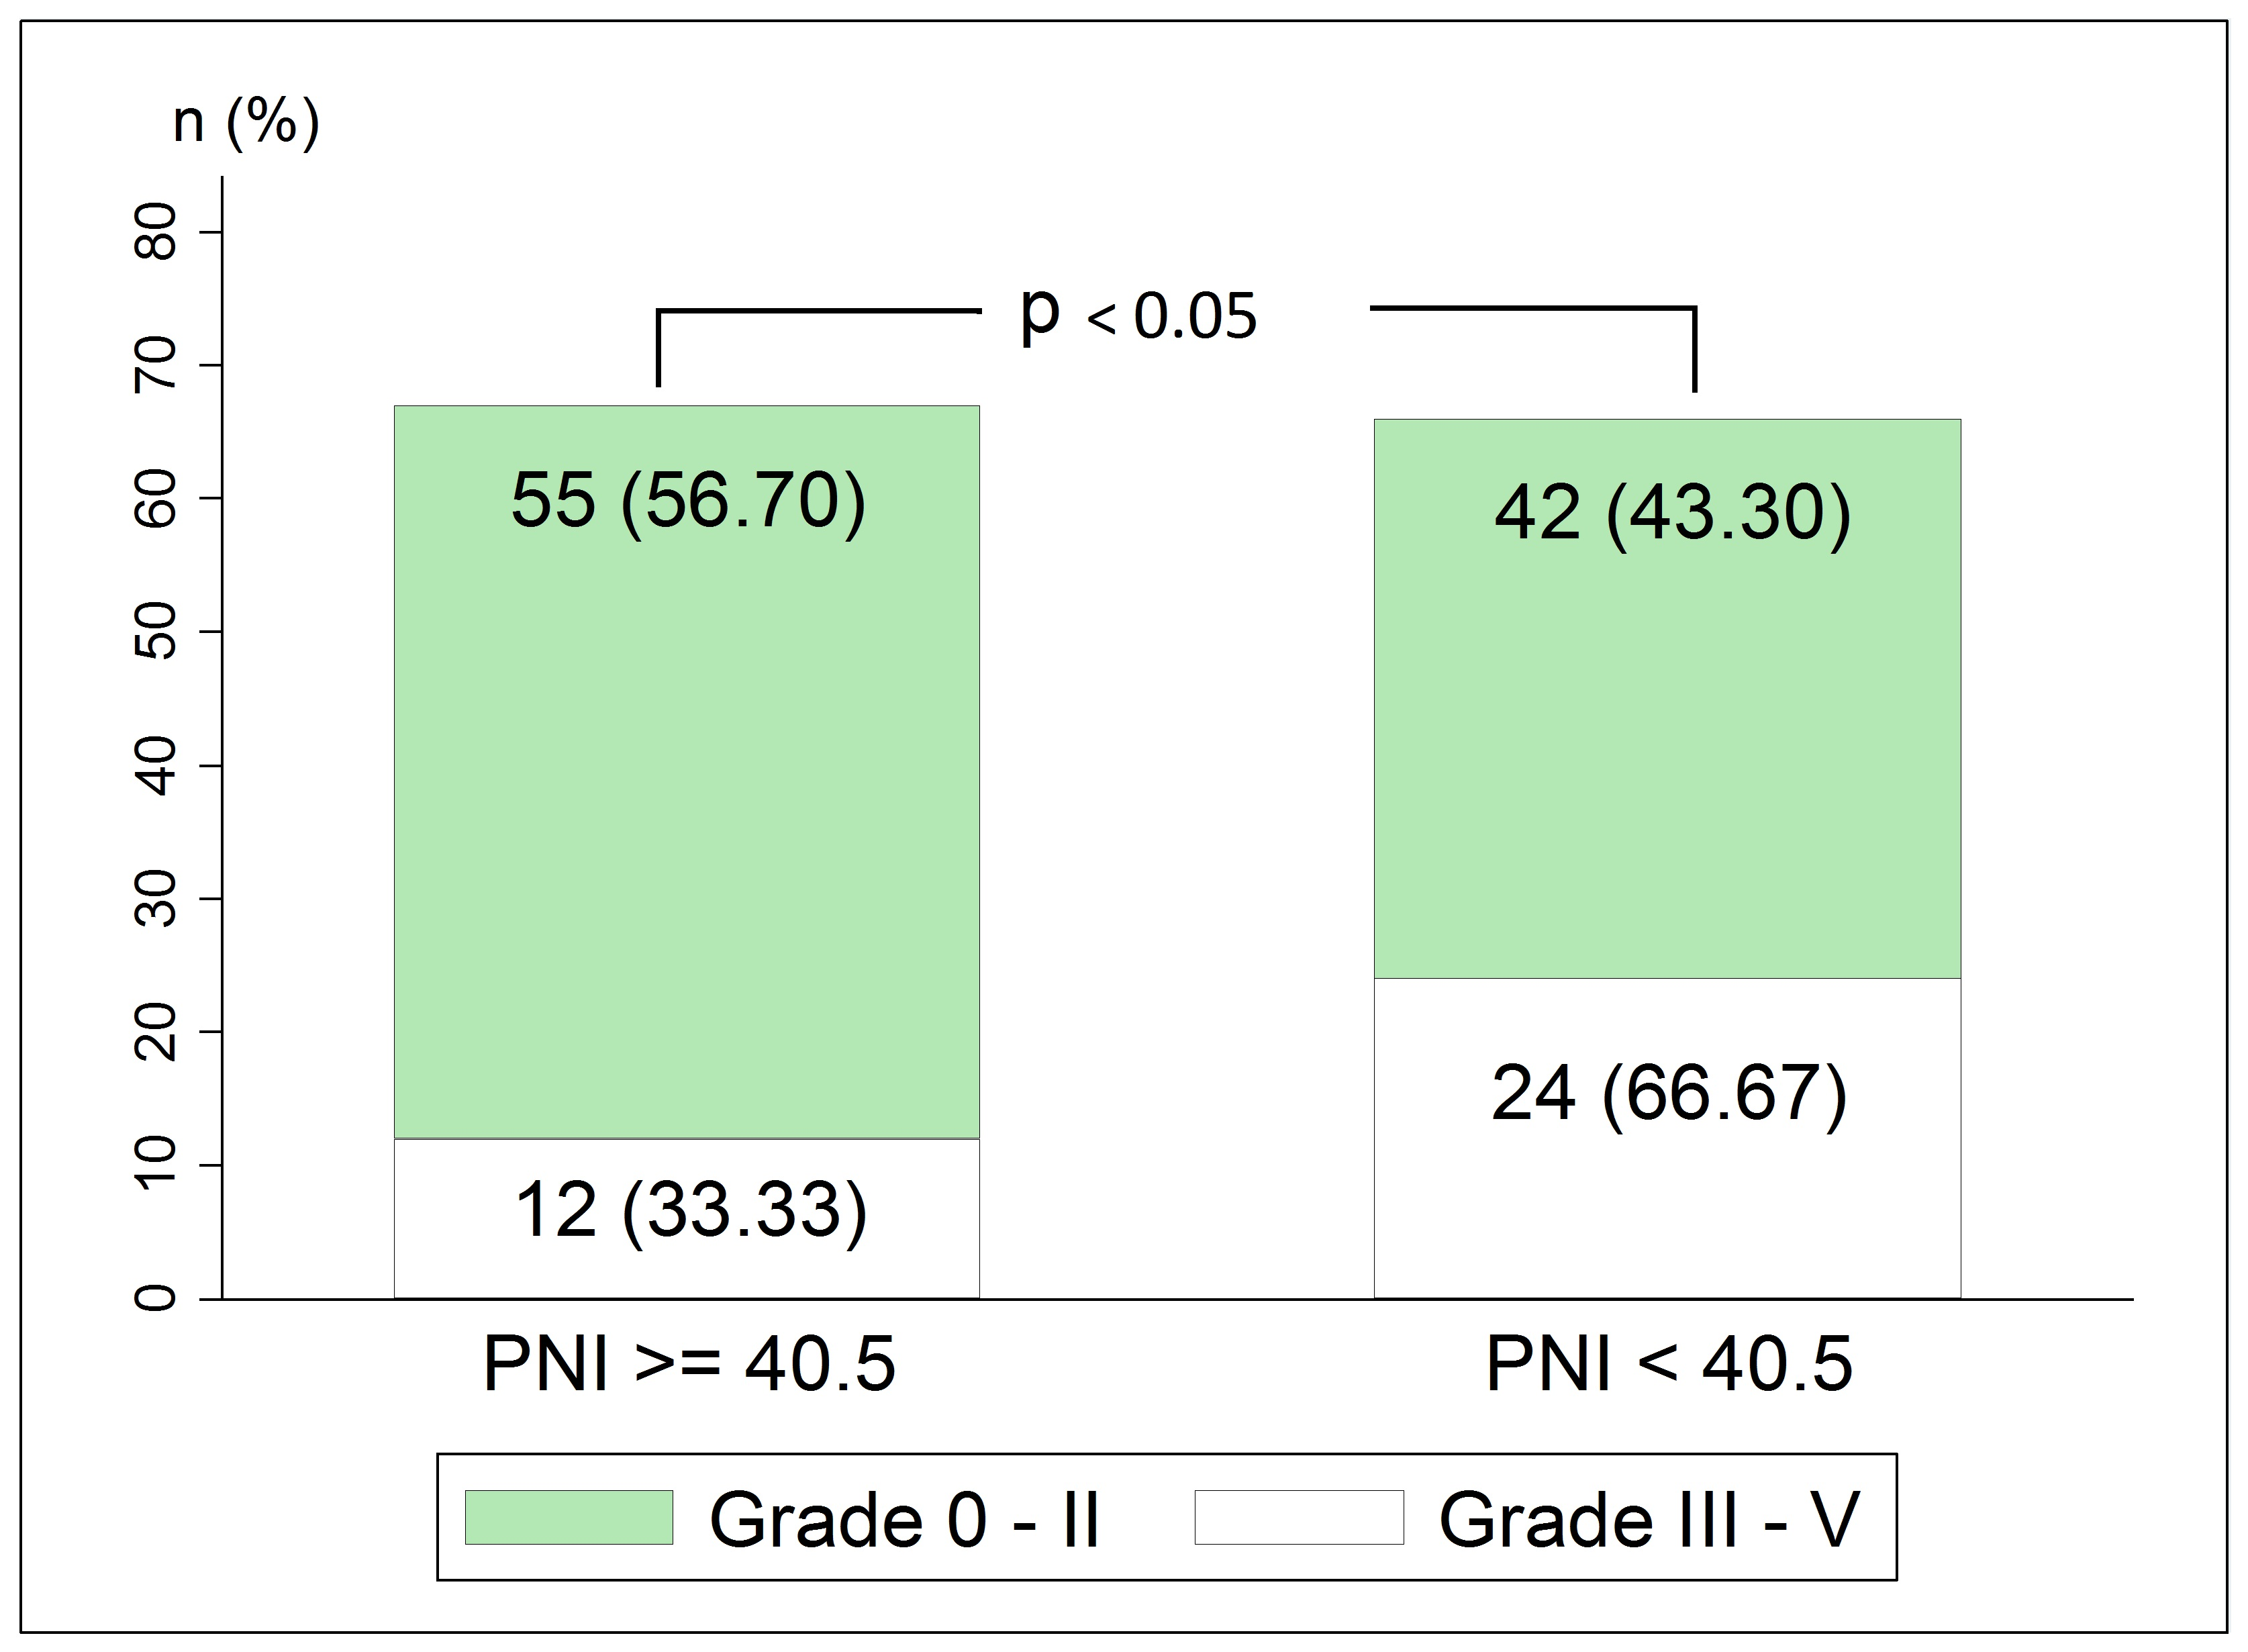 n (%)
80
70
60
50
40
30
20
10
0
p < 0.05
55 (56.70)
42 (43.30)
12 (33.33)
24 (66.67)
PNI >= 40.5
PNI < 40.5
Grade 0 - II
Grade III - V